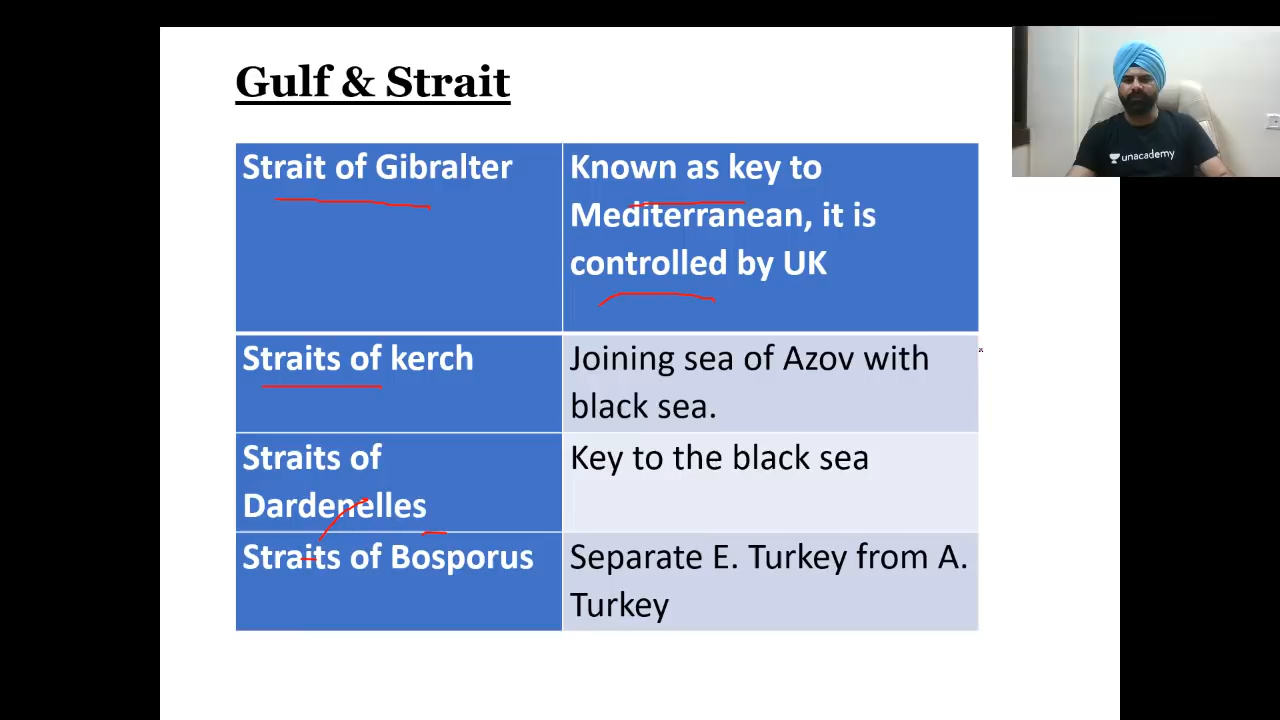 Gulf & Strait
Strait of Gibralter
Known as key to
Mediterranean, it is
controlled by UK
Straits of kerch
Joining sea of Azov with
black sea.
Straits of
Dardenelles
Key to the black sea
Straits of Bosporus
Separate E. Turkey from A.
Turkey
unacademy